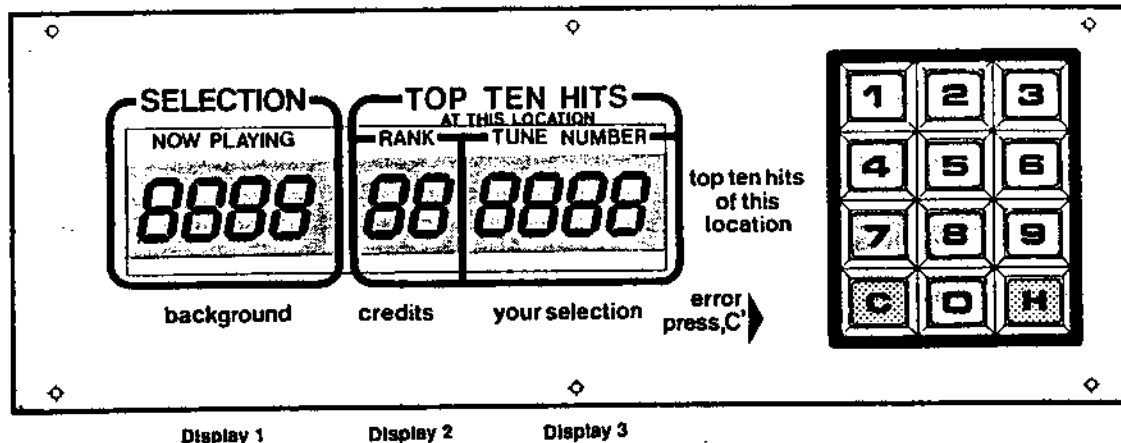 SELECTION
NOW PLAYING
8889
background
TOP TEN HITS
AT THIS LOCATION
RANK TUNE NUMBER
88 8888
credits your selection
top ten hits
of this
location
error
press,C'
1 2 3
4 5 6
7 8 9
C 0 H
Display 1 Display 2 Display 3